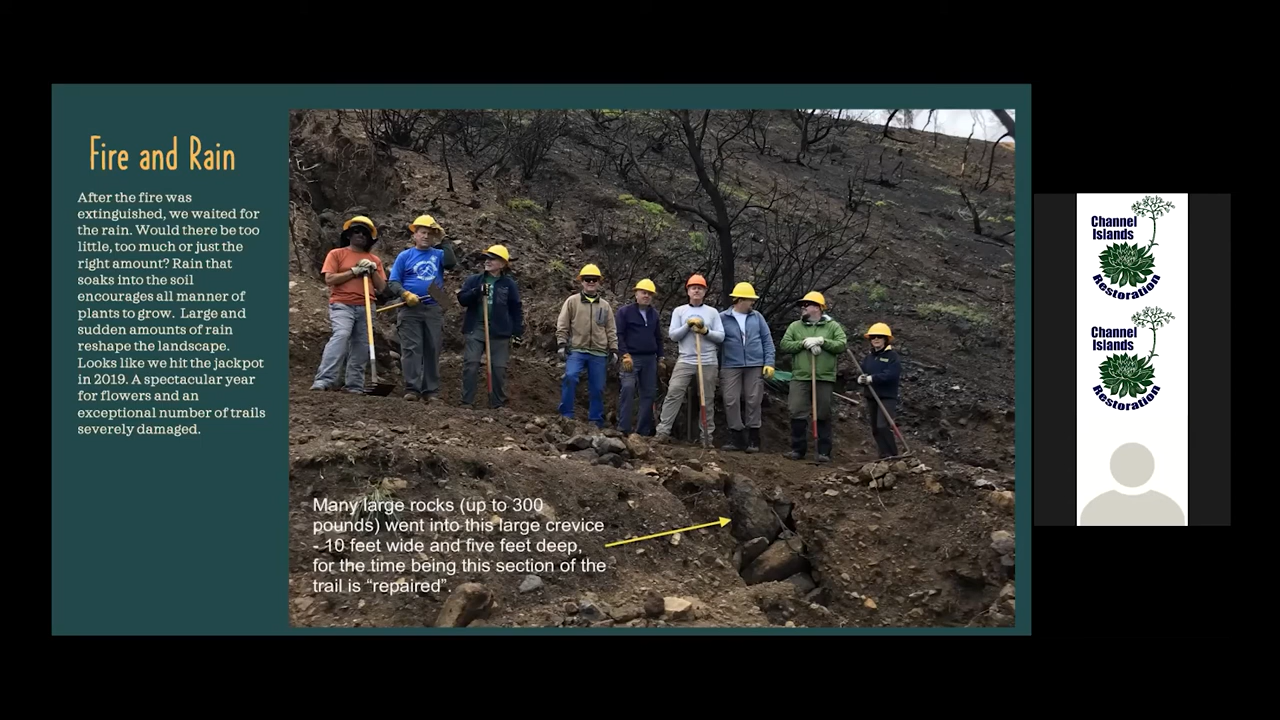 Fire and Rain
After the fire was
extinguished, we waited for
the rain. Would there be too
little, too much or just the
right amount? Rain that
soaks into the soil
encourages all manner of
plants to grow.  Large and
sudden amounts of rain
reshape the landscape.
Looks like we hit the jackpot
in 2019. A spectacular year
for flowers and an
exceptional number of trails
severely damaged.
Many large rocks (up to 300
pounds) went into this large crevice
- 10 feet wide and five feet deep,
for the time being this section of the
trail is “repaired”.
Channel
Islands
Restoration
Channel
Islands
Restoration